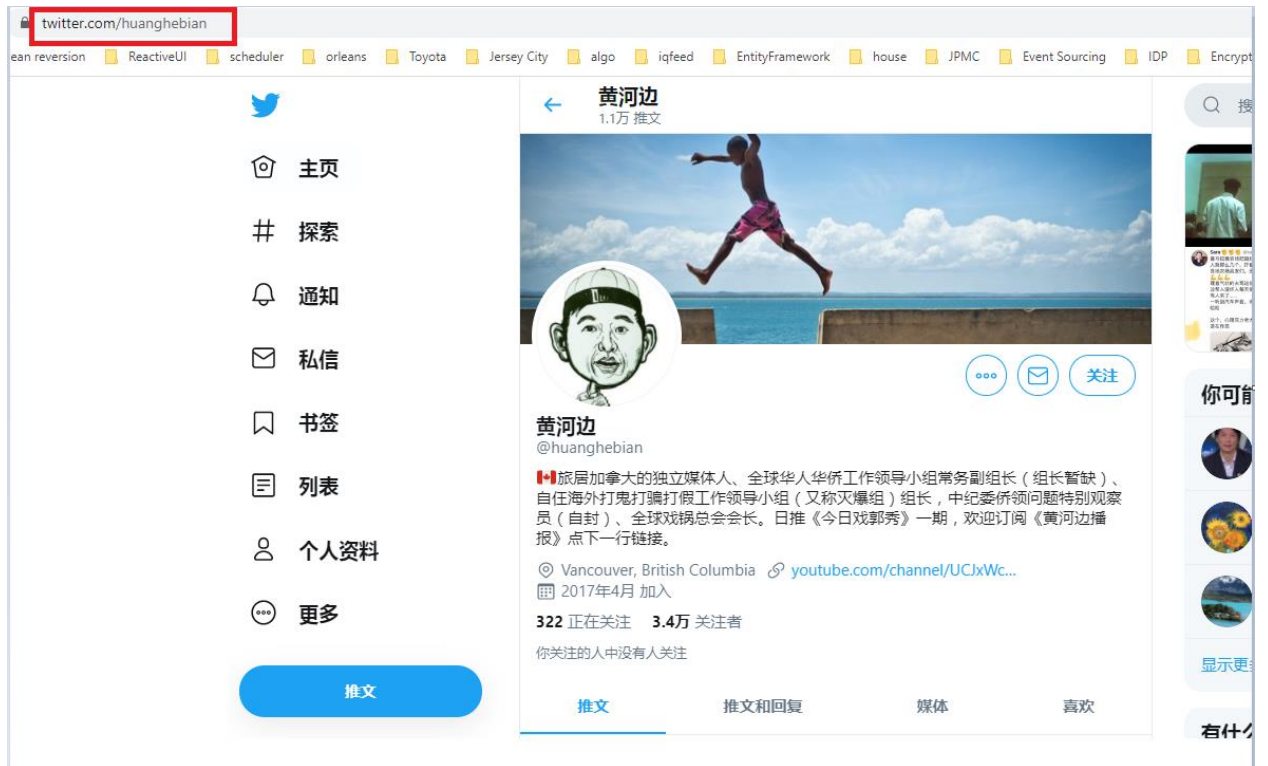 twitter.com/huanghebian
ean reversion ReactiveUI scheduler orleans Toyota Jersey City algo iqfeed EntityFramework house JPMC Event Sourcing IDP Encrypt
黄河边
1.1万 推文
搜
主页
探索
通知
私信
书签
列表
个人资料
更多
推文
关注
黄河边
@huanghebian
旅居加拿大的独立媒体人、全球华人华侨工作领导小组常务副组长（组长暂缺）、
自任海外打鬼打骗打假工作领导小组（又称灭爆组）组长，中纪委侨领问题特别观察
员（自封）、全球戏锅总会会长。日推《今日戏郭秀》一期，欢迎订阅《黄河边播
报》点下一行链接。
Vancouver, British Columbia youtube.com/channel/UCJxWc...
2017年4月 加入
322 正在关注 3.4万 关注者
你关注的人中没有人关注
推文 推文和回复 媒体 喜欢
你可能
显示更
有什么